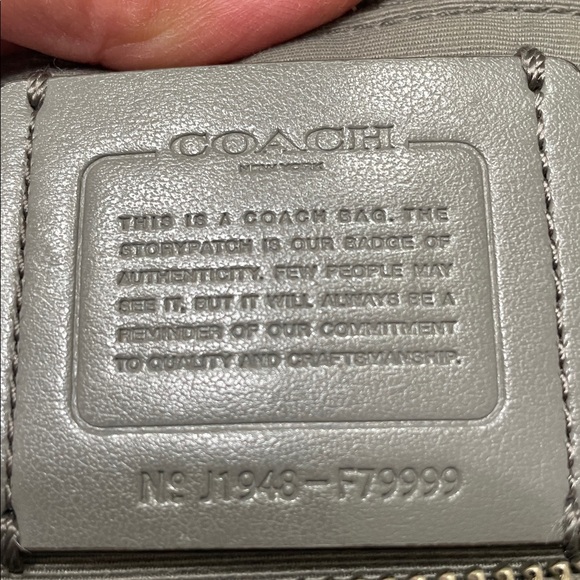 COACH
NEW YORK
THIS IS A COACH BAG. THE
STORYPATCH IS OUR BADGE OF
AUTHENTICITY. FEW PEOPLE MAY
SEE IT, BUT IT WILL ALWAYS BE A
REMINDER OF OUR COMMITMENT
TO QUALITY AND CRAFTSMANSHIP.
No J1948-F79999